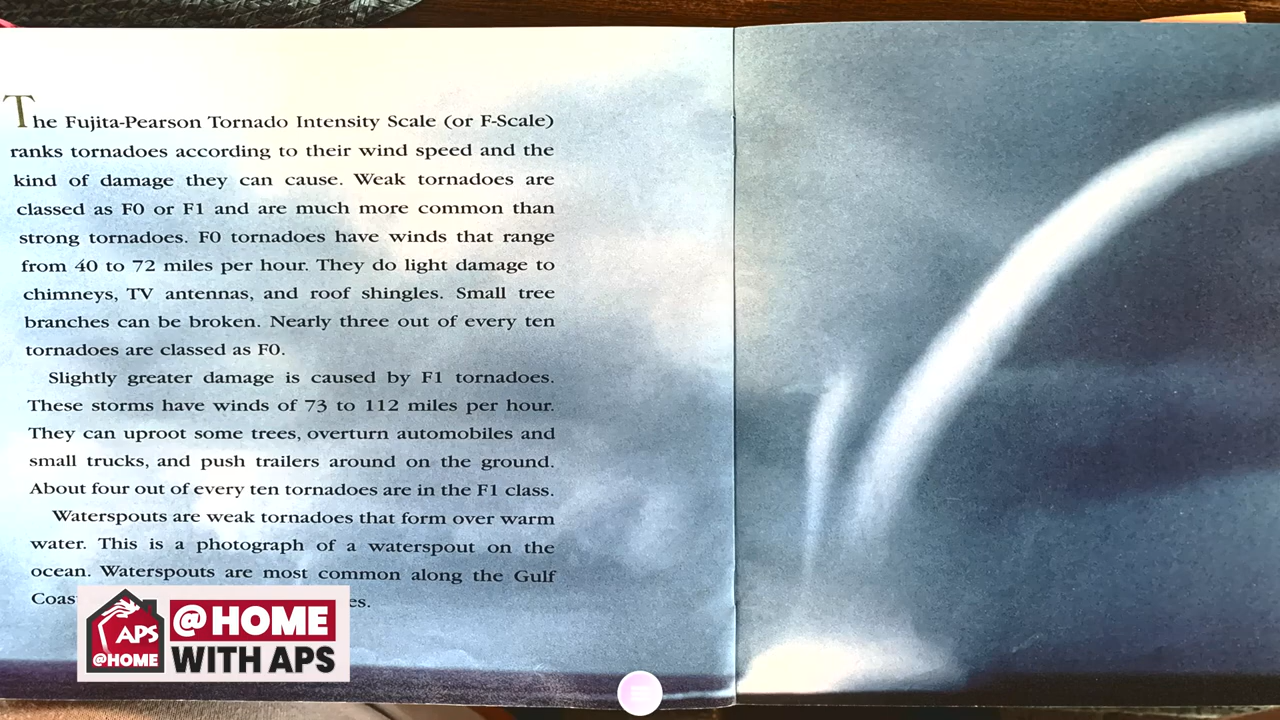 The Fujita-Pearson Tornado Intensity Scale (or F-Scale)
ranks tornadoes according to their wind speed and the
kind of damage they can cause. Weak tornadoes are
classed as F0 or F1 and are much more common than
strong tornadoes. F0 tornadoes have winds that range
from 40 to 72 miles per hour. They do light damage to
chimneys, TV antennas, and roof shingles. Small tree
branches can be broken. Nearly three out of every ten
tornadoes are classed as F0.
Slightly greater damage is caused by F1 tornadoes.
These storms have winds of 73 to 112 miles per hour.
They can uproot some trees, overturn automobiles and
small trucks, and push trailers around on the ground.
About four out of every ten tornadoes are in the F1 class.
Waterspouts are weak tornadoes that form over warm
water. This is a photograph of a waterspout on the
ocean. Waterspouts are most common along the Gulf
APS
@HOME
@HOME
WITH APS